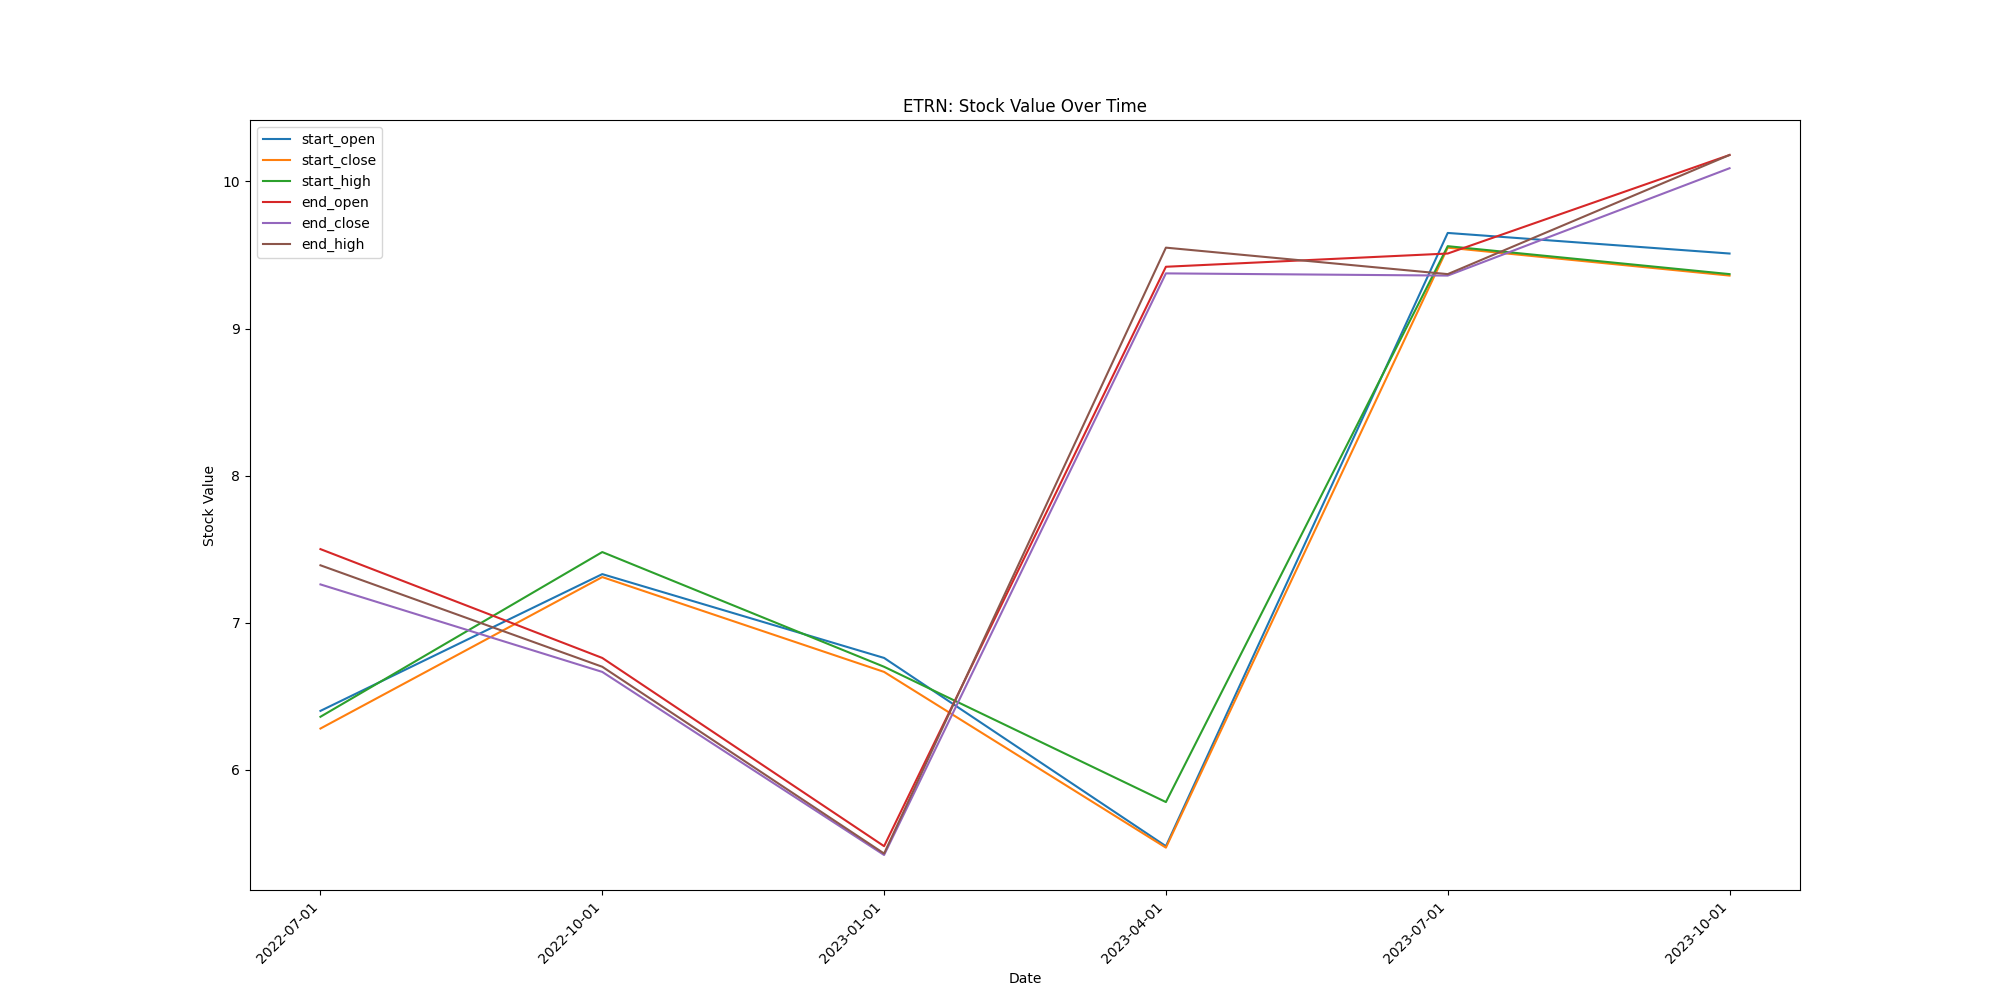 ETRN: Stock Value Over Time
start_open
start_close
start_high
end_open
end_close
end_high
10
9
8
7
6
Stock Value
2022-07-01
2022-10-01
2023-01-01
2023-04-01
2023-07-01
2023-10-01
Date